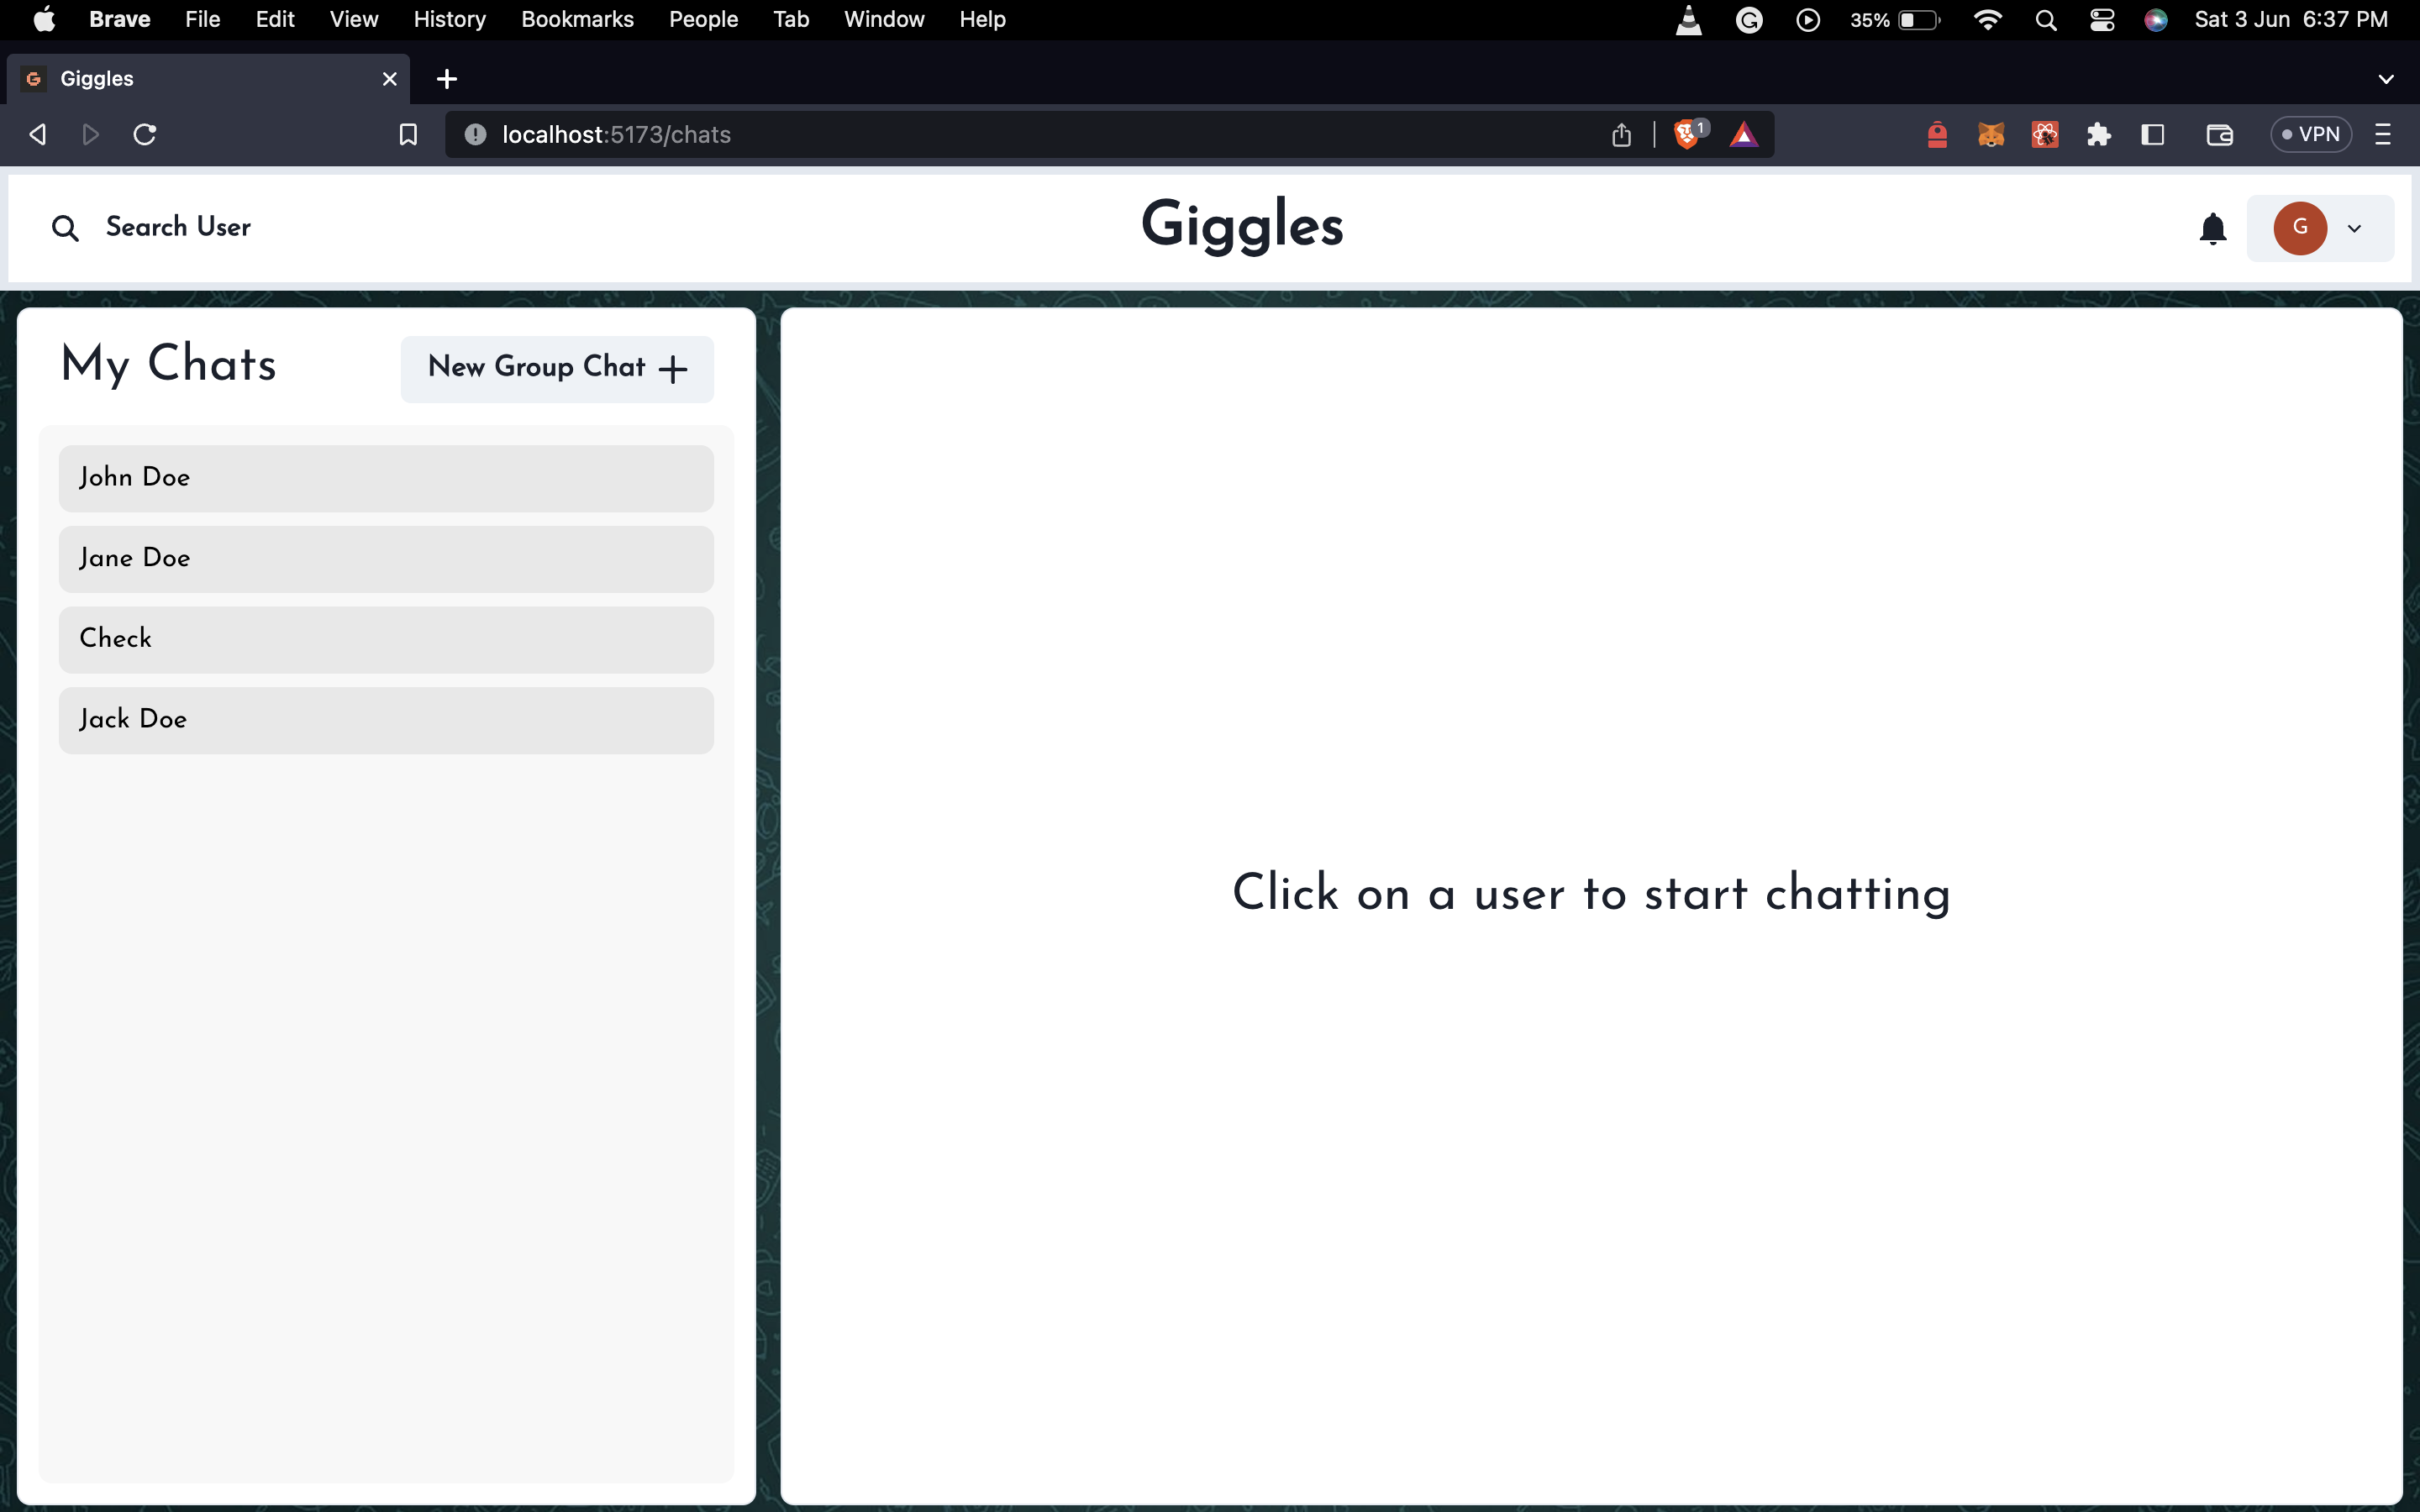 Brave File Edit View History Bookmarks People Tab Window Help 35% Sat 3 Jun 6:37 PM
G Giggles
localhost:5173/chats 1 VPN
Search User Giggles G
My Chats New Group Chat
John Doe
Jane Doe
Check
Jack Doe
Click on a user to start chatting